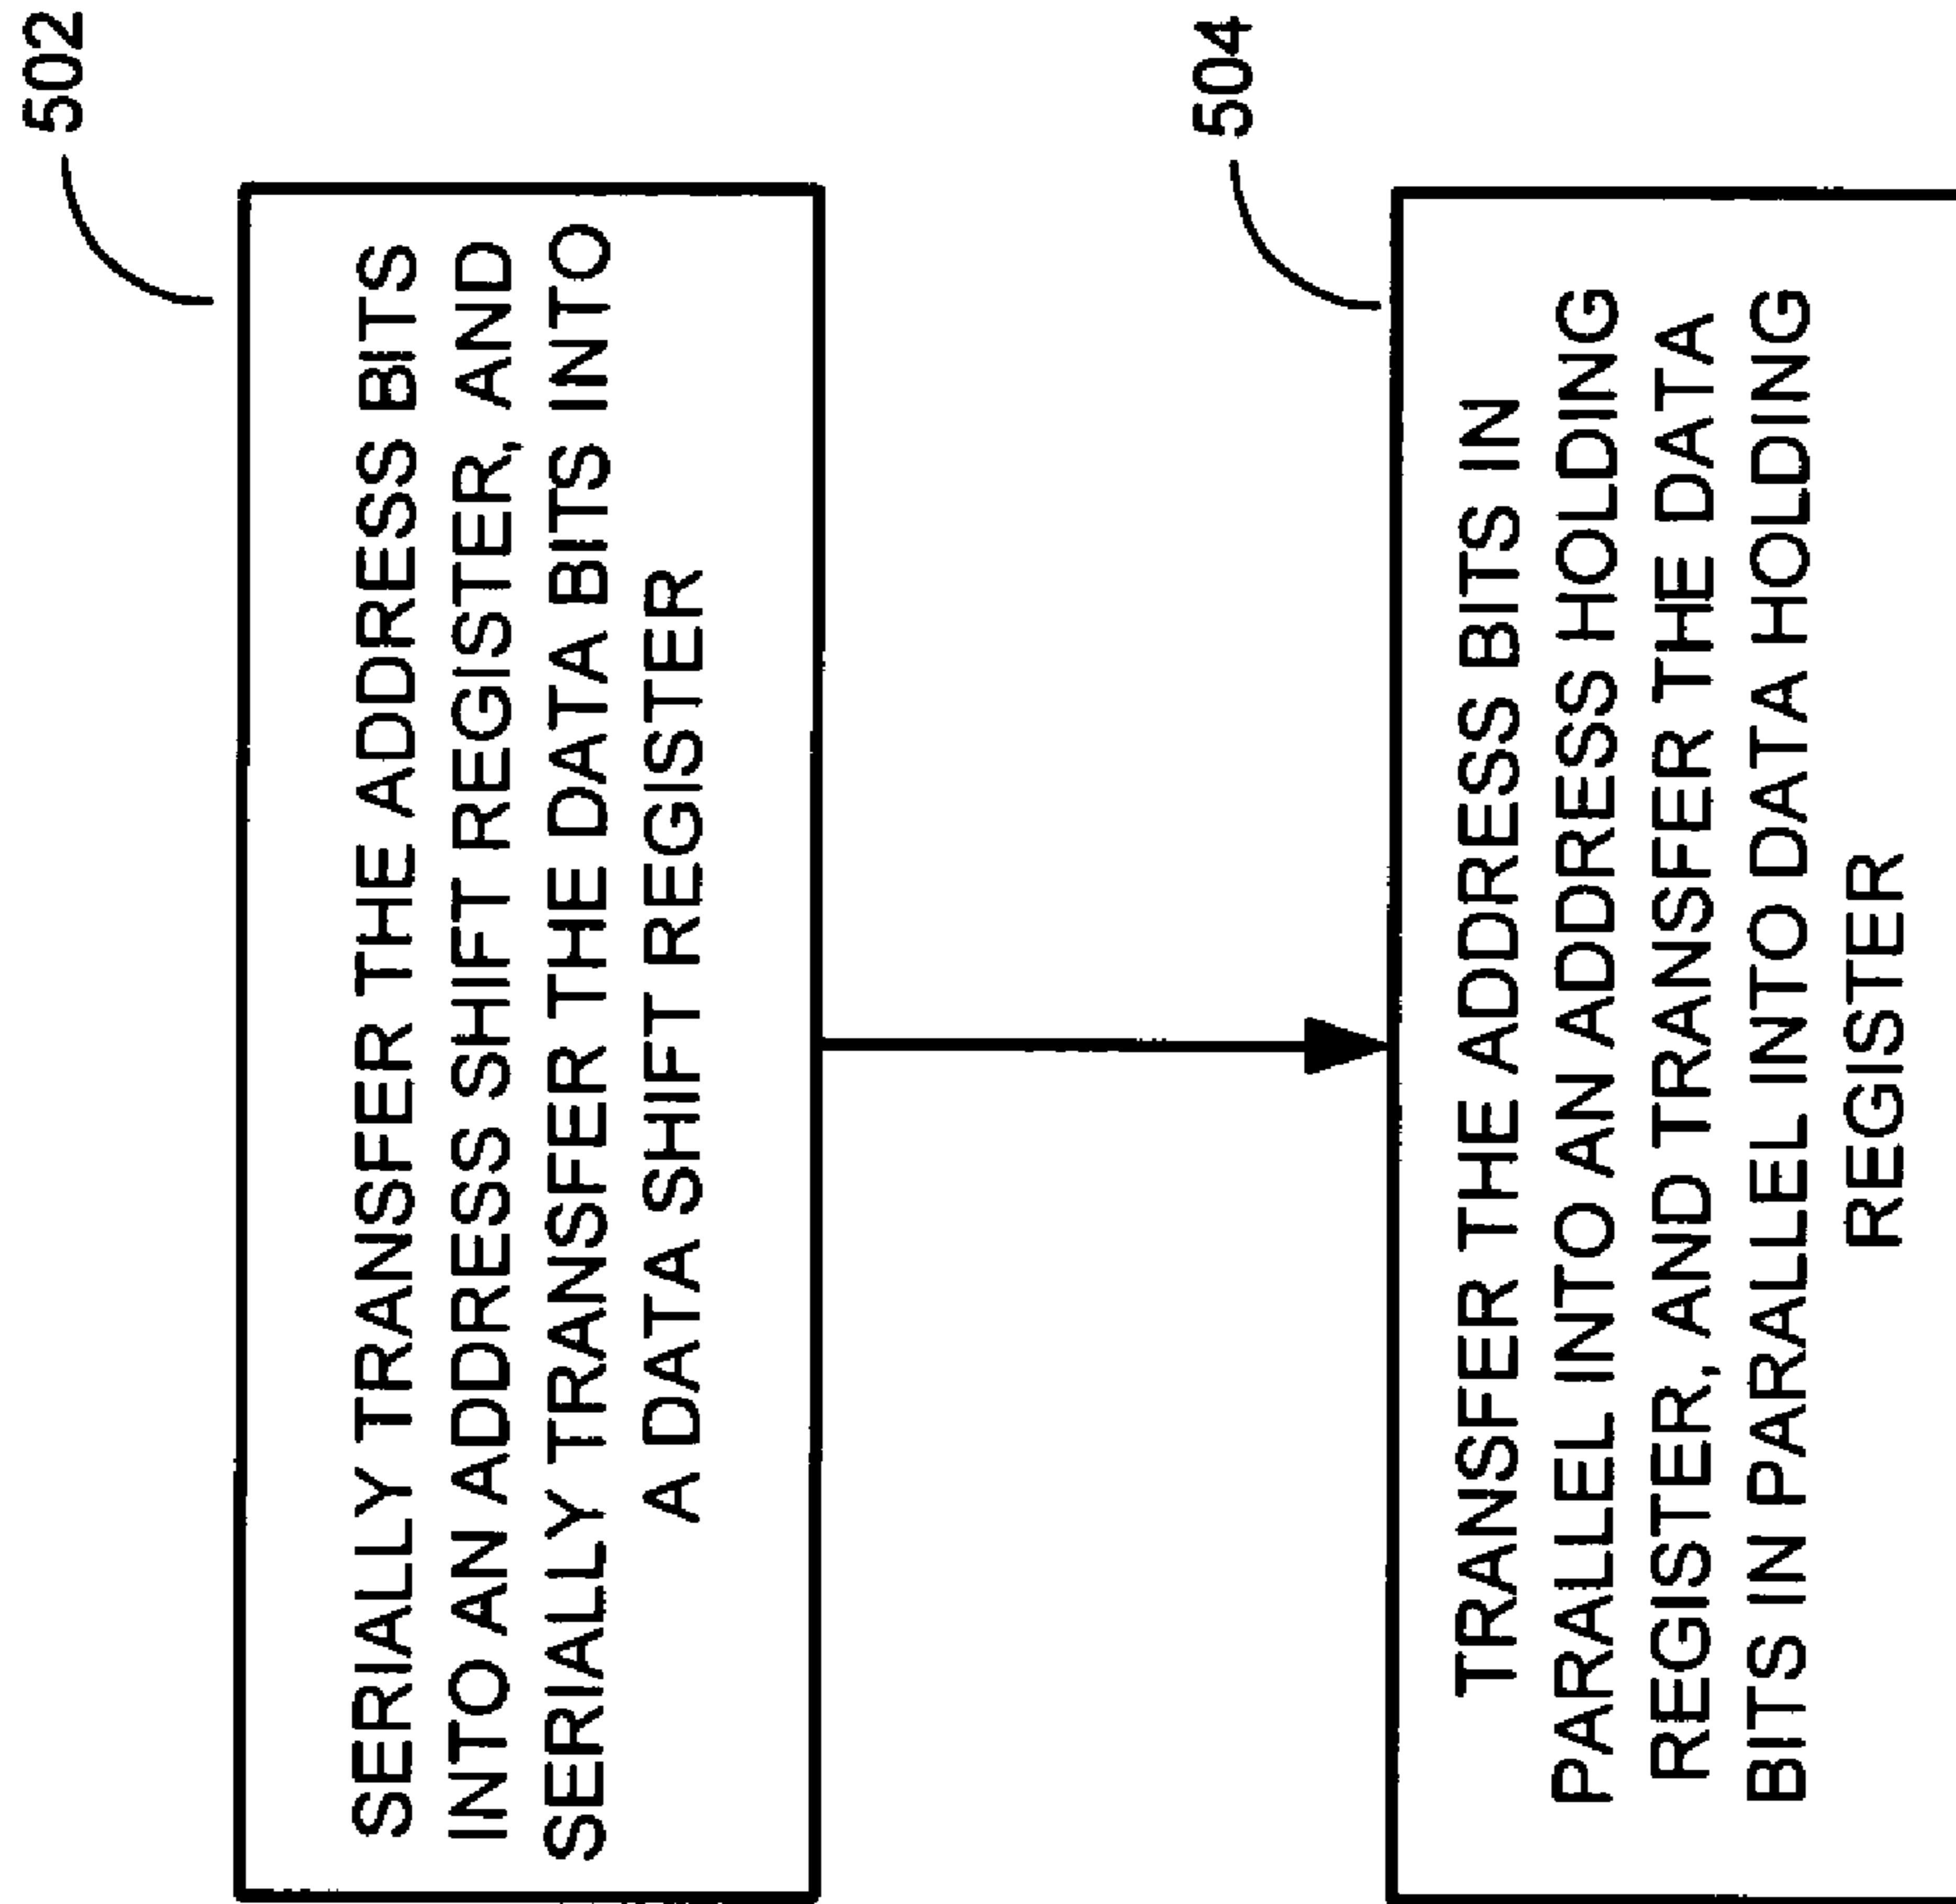 502
SERIALLY TRANSFER THE ADDRESS BITS
INTO AN ADDRESS SHIFT REGISTER, AND
SERIALLY TRANSFER THE DATA BITS INTO
A DATA SHIFT REGISTER
504
TRANSFER THE ADDRESS BITS IN
PARALLEL INTO AN ADDRESS HOLDING
REGISTER, AND TRANSFER THE DATA
BITS IN PARALLEL INTO DATA HOLDING
REGISTER